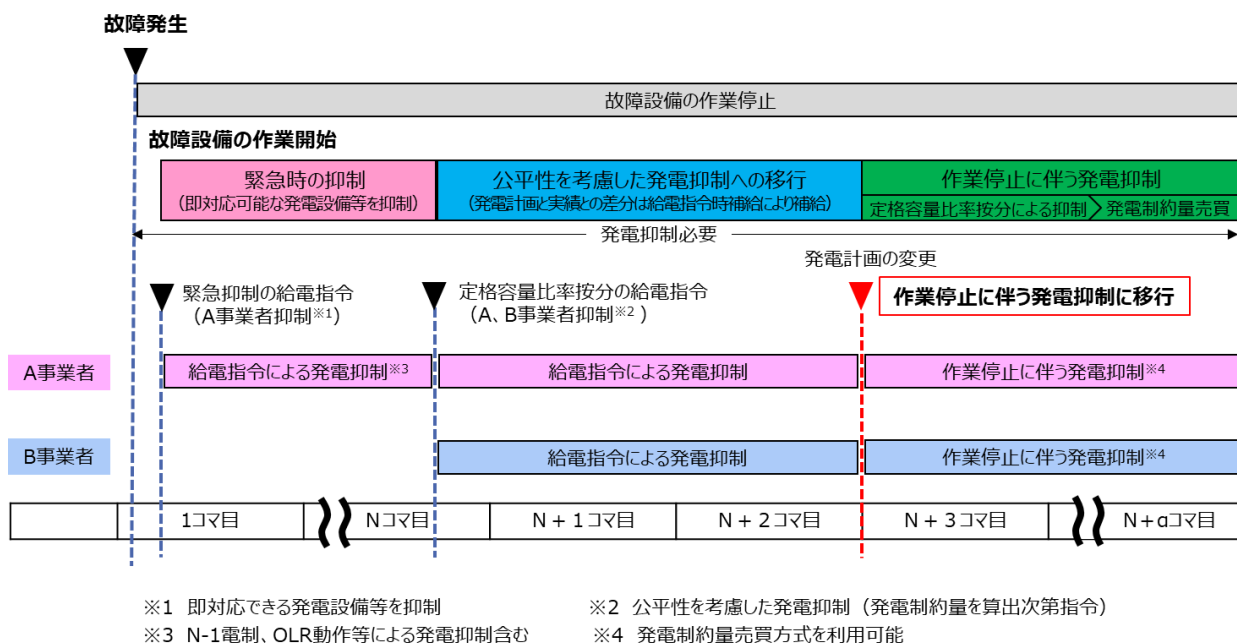 故障発生
故障設備の作業停止
故障設備の作業開始
緊急時の抑制
(即対応可能な発電設備等を抑制)
公平性を考慮した発電抑制への移行
(発電計画と実績との差分は給電指令時補給により補給)
作業停止に伴う発電抑制
定格容量比率按分による抑制
発電制約量売買
発電抑制必要
発電計画の変更
緊急抑制の給電指令
(A事業者抑制※1)
定格容量比率按分の給電指令
(A、B事業者抑制※2)
作業停止に伴う発電抑制に移行
A事業者
給電指令による発電抑制※3
給電指令による発電抑制
作業停止に伴う発電抑制※4
B事業者
給電指令による発電抑制
作業停止に伴う発電抑制※4
1コマ目
Nコマ目
N+1コマ目
N+2コマ目
N+3コマ目
N+αコマ目
※1 即対応できる発電設備等を抑制
※2 公平性を考慮した発電抑制(発電制約量を算出次第指令)
※3 N-1電制、OLR動作等による発電抑制含む
※4 発電制約量売買方式を利用可能